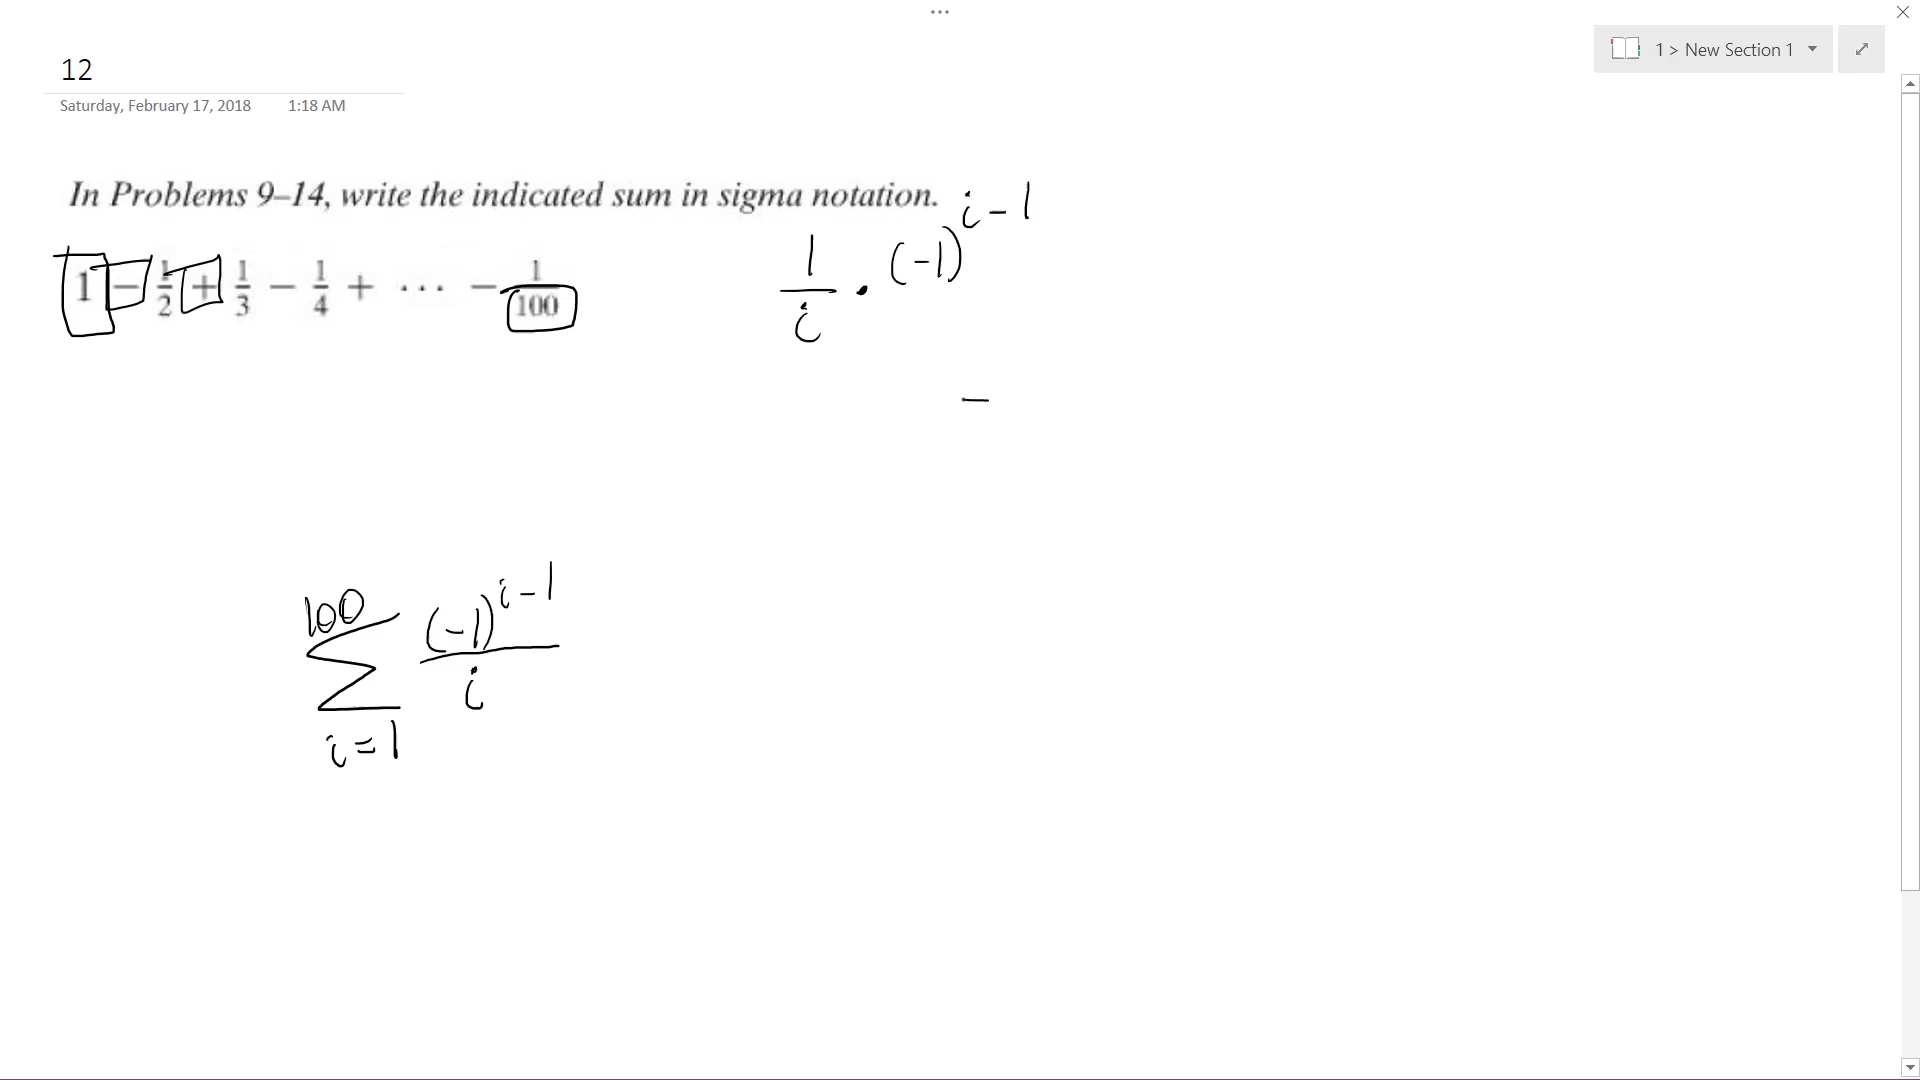 1 > New Section 1
12
Saturday, February 17, 2018 1:18 AM
In Problems 9–14, write the indicated sum in sigma notation.
1 − 1/2 + 1/3 − 1/4 + ··· − 1/100
1/i · (-1)^(i-1)
−
100
∑ (-1)^(i-1)/i
i=1